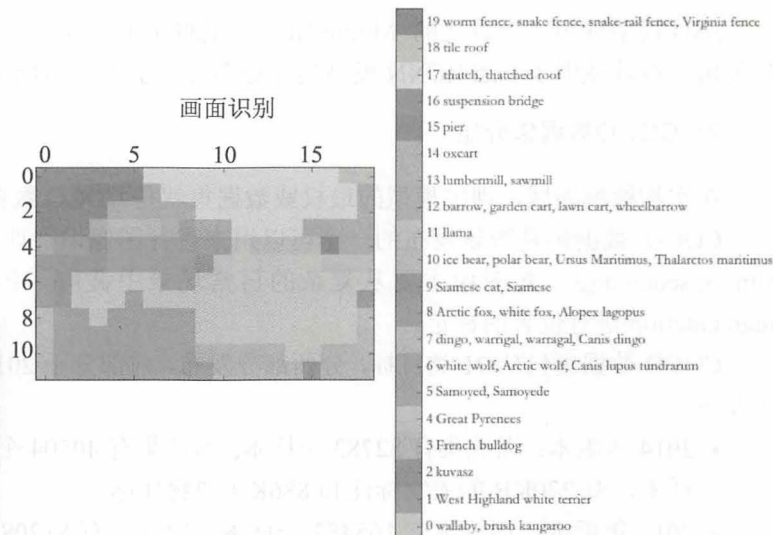 画面识别
0 5 10 15
0
2
4
6
8
10
19 worm fence, snake fence, snake-rail fence, Virginia fence
18 tile roof
17 thatch, thatched roof
16 suspension bridge
15 pier
14 oxcart
13 lumbermill, sawmill
12 barrow, garden cart, lawn cart, wheelbarrow
11 llama
10 ice bear, polar bear, Ursus Maritimus, Thalarctos maritimus
9 Siamese cat, Siamese
8 Arctic fox, white fox, Alopex lagopus
7 dingo, warrigal, warragal, Canis dingo
6 white wolf, Arctic wolf, Canis lupus tundrarum
5 Samoyed, Samoyede
4 Great Pyrenees
3 French bulldog
2 kuvasz
1 West Highland white terrier
0 wallaby, brush kangaroo